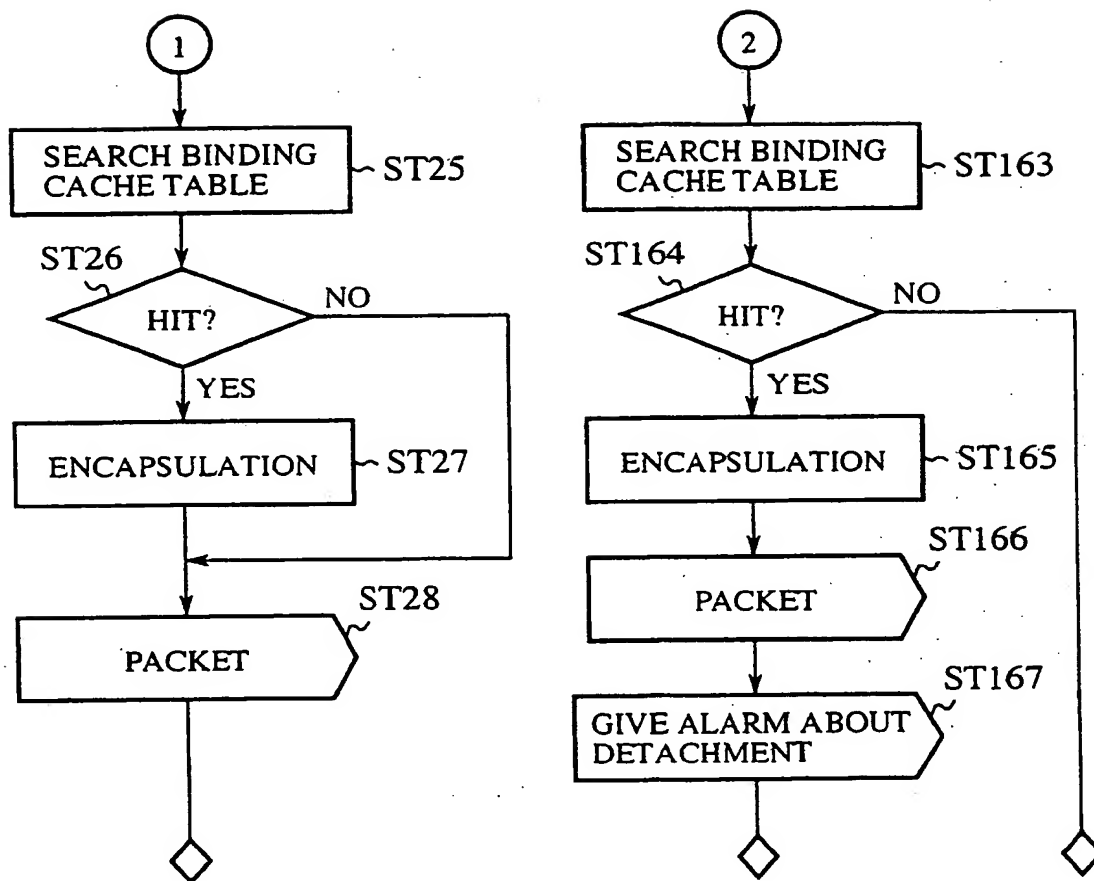 1
SEARCH BINDING
CACHE TABLE
ST25
ST26
HIT?
NO
YES
ENCAPSULATION
ST27
ST28
PACKET
2
SEARCH BINDING
CACHE TABLE
ST163
ST164
HIT?
NO
YES
ENCAPSULATION
ST165
ST166
PACKET
ST167
GIVE ALARM ABOUT
DETACHMENT